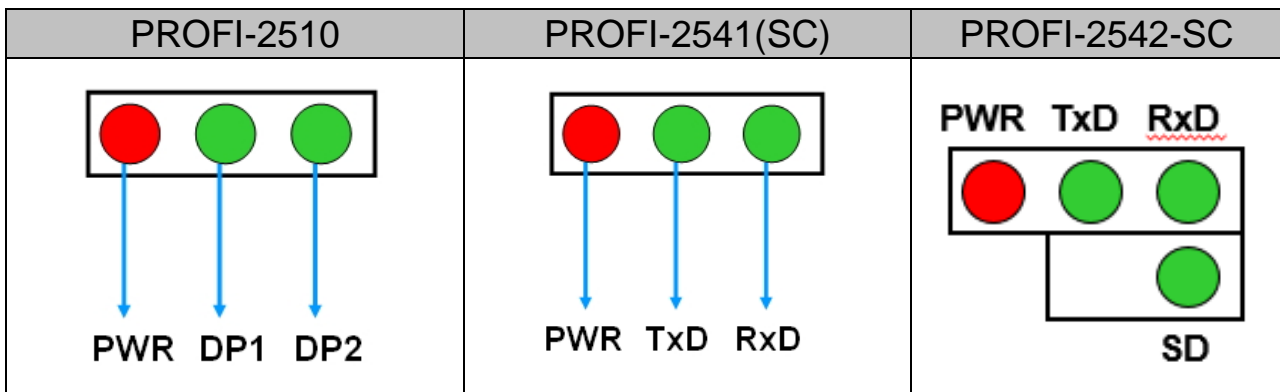 PROFI-2510
PROFI-2541(SC)
PROFI-2542-SC
PWR DP1 DP2
PWR TxD RxD
PWR TxD RxD
SD